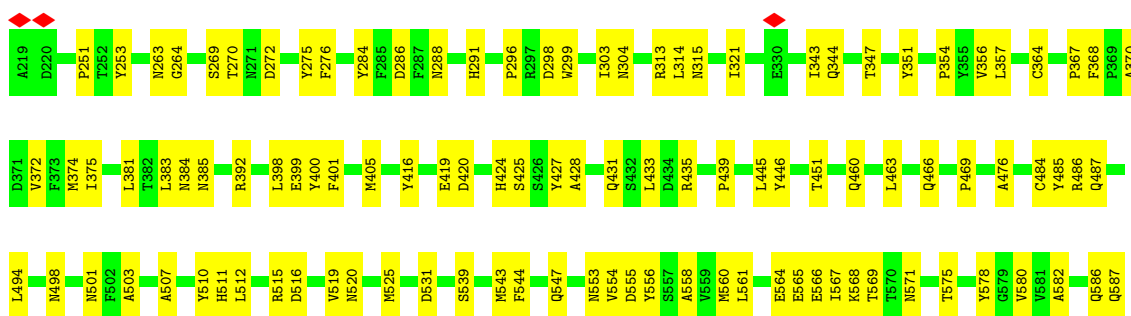 A219 D220 P251 T252 Y253 N263 G264 S269 T270 N271 D272 Y275 F276 Y284 F285 D286 F287 N288 H291 P296 R297 D298 W299 I303 N304 R313 L314 N315 I321 E330 I343 Q344 T347 Y351 P354 Y355 V356 L357 C364 P367 F368 P369 A370
D371 V372 F373 M374 I375 L381 T382 L383 N384 N385 R392 L398 E399 Y400 F401 M405 Y416 E419 D420 H424 S425 S426 Y427 A428 Q431 S432 L433 D434 R435 P439 L445 Y446 T451 Q460 L463 Q466 P469 A476 C484 Y485 R486 Q487
L494 N498 N501 F502 A503 A507 Y510 H511 L512 R515 D516 V519 N520 M525 D531 S539 M543 F544 Q547 N553 V554 D555 Y556 S557 A558 V559 M560 L561 E564 E565 E566 I567 K568 T569 T570 N571 T575 Y578 G579 V580 V581 A582 Q586 Q587